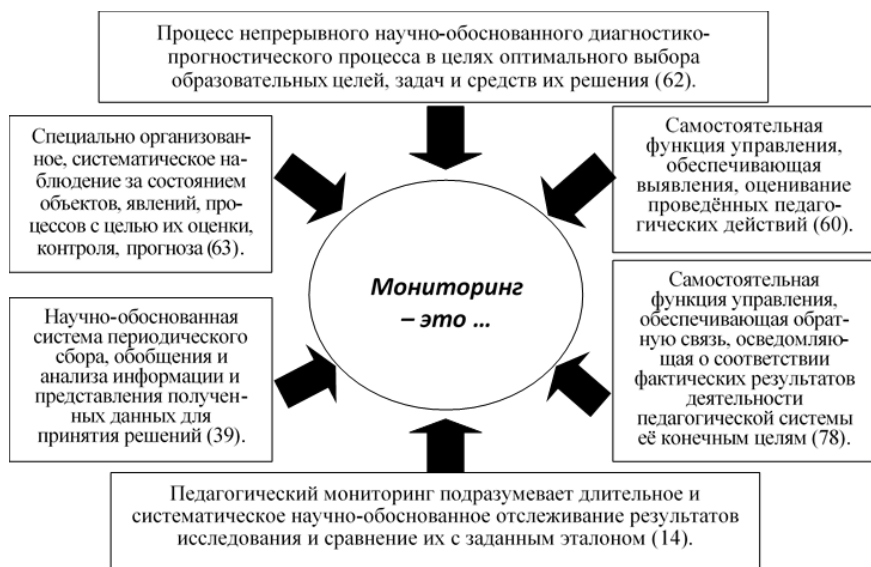 Процесс непрерывного научно-обоснованного диагностико-
прогностического процесса в целях оптимального выбора
образовательных целей, задач и средств их решения (62).
Специально организован-
ное, систематическое на-
блюдение за состоянием
объектов, явлений, про-
цессов с целью их оценки,
контроля, прогноза (63).
Самостоятельная
функция управления,
обеспечивающая
выявления, оценивание
проведённых педаго-
гических действий (60).
Мониторинг
– это ...
Научно-обоснованная
система периодического
сбора, обобщения и
анализа информации и
представления получен-
ных данных для
принятия решений (39).
Самостоятельная
функция управления,
обеспечивающая обрат-
ную связь, осведомляю-
щая о соответствии
фактических результатов
деятельности
педагогической системы
её конечным целям (78).
Педагогический мониторинг подразумевает длительное и
систематическое научно-обоснованное отслеживание результатов
исследования и сравнение их с заданным эталоном (14).